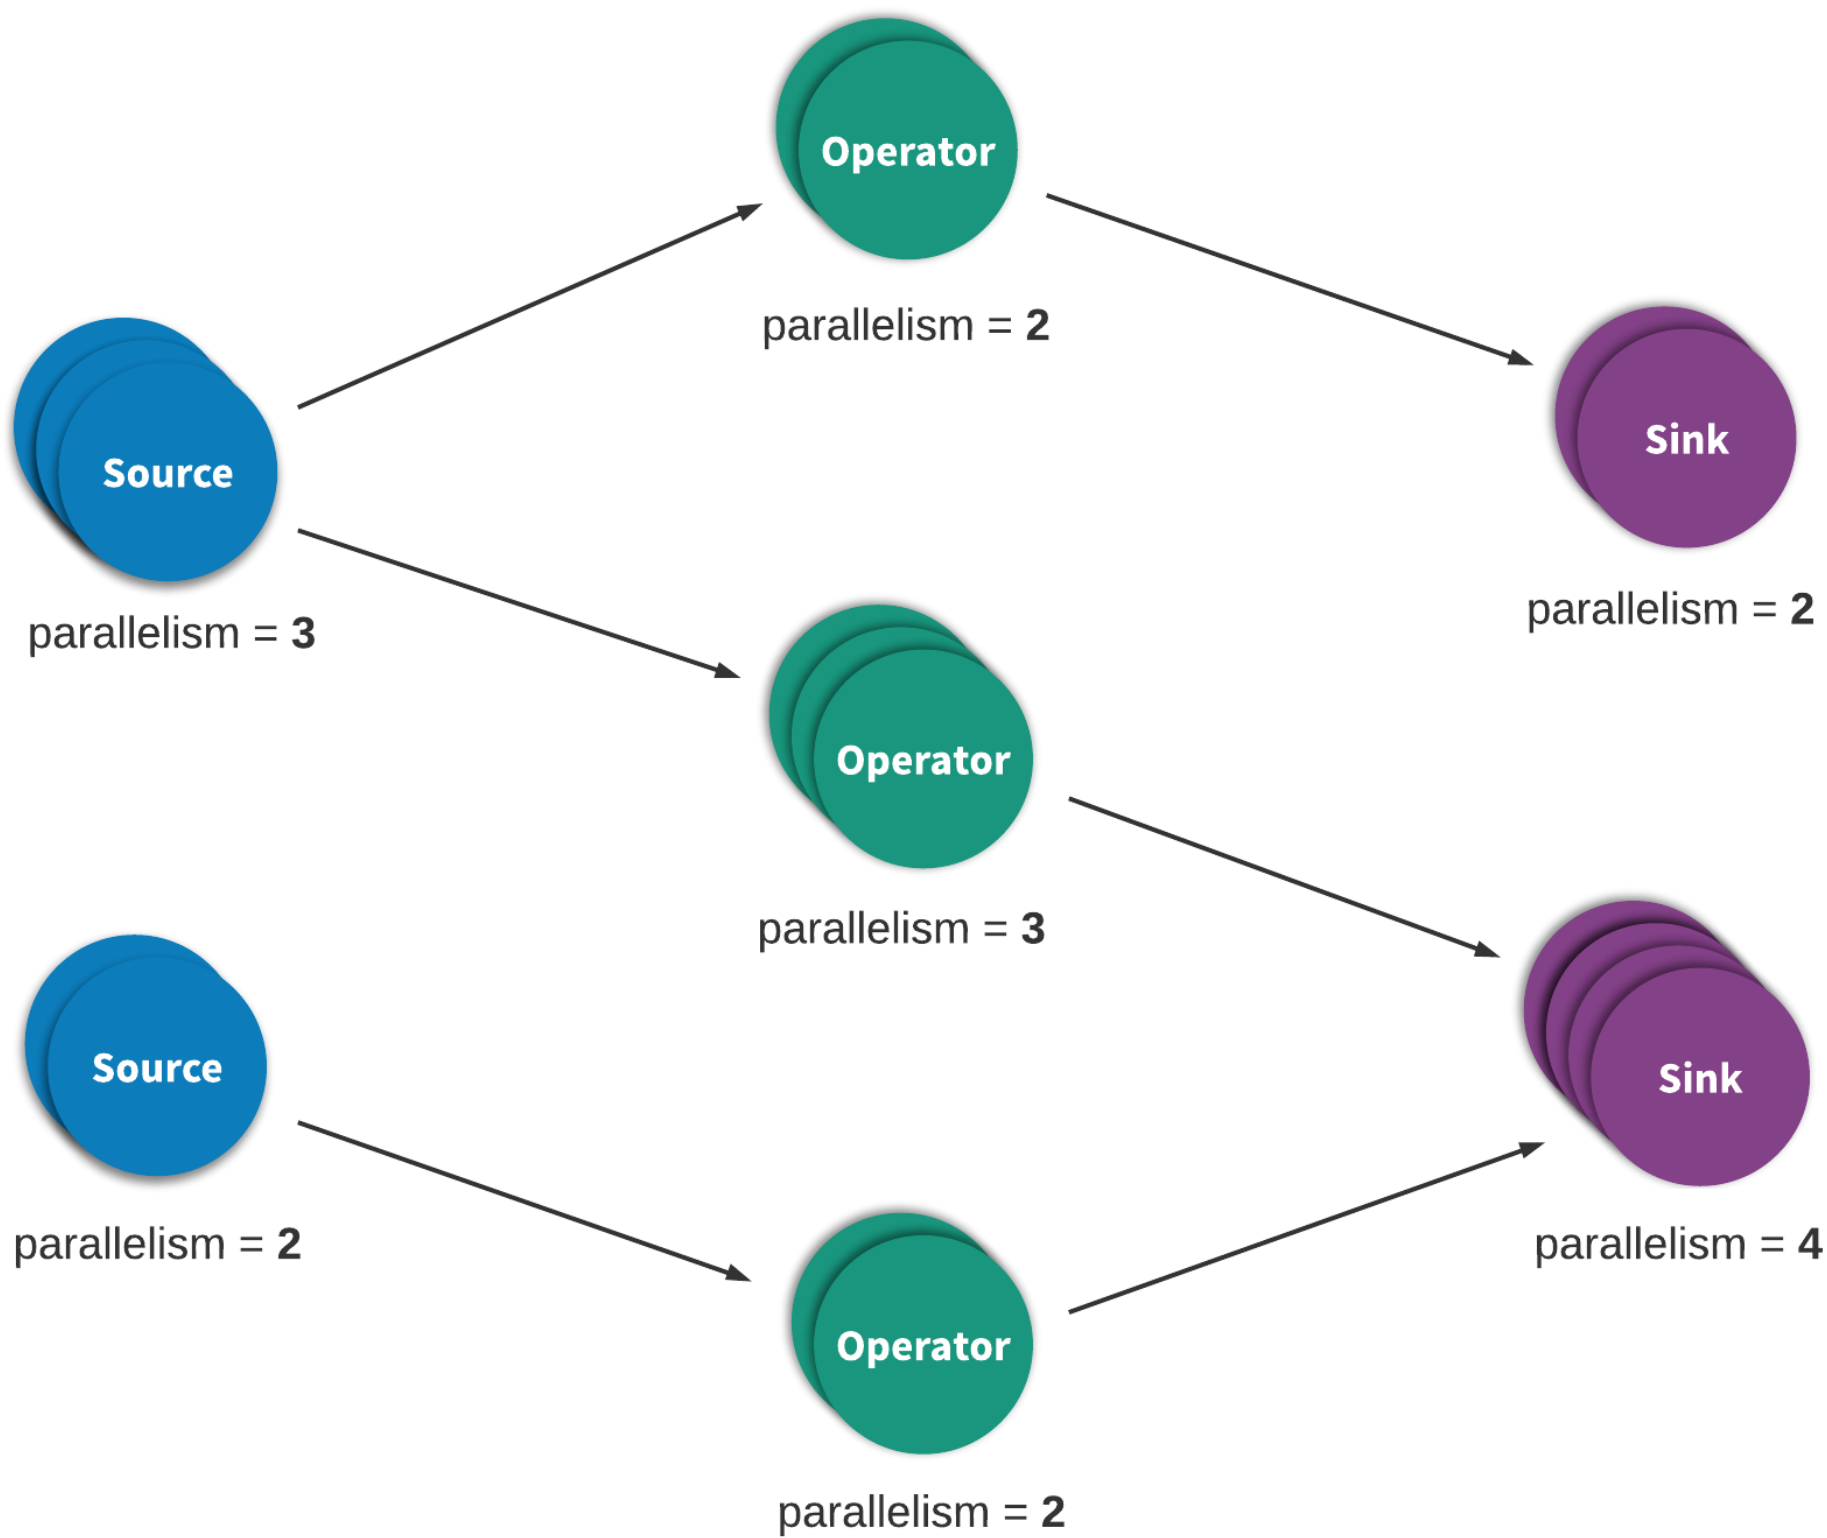 Operator
parallelism = 2
Source
parallelism = 3
Sink
parallelism = 2
Operator
parallelism = 3
Source
parallelism = 2
Sink
parallelism = 4
Operator
parallelism = 2